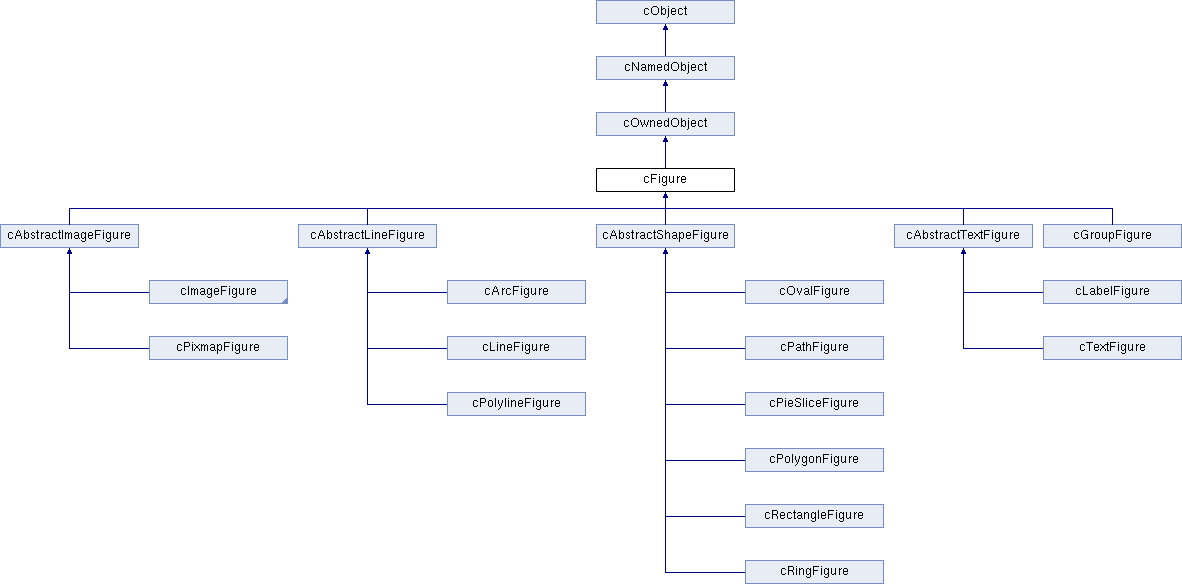 cObject
cNamedObject
cOwnedObject
cFigure
cAbstractImageFigure
cAbstractLineFigure
cAbstractShapeFigure
cAbstractTextFigure
cGroupFigure
cImageFigure
cArcFigure
cOvalFigure
cLabelFigure
cPixmapFigure
cLineFigure
cPathFigure
cTextFigure
cPolylineFigure
cPieSliceFigure
cPolygonFigure
cRectangleFigure
cRingFigure